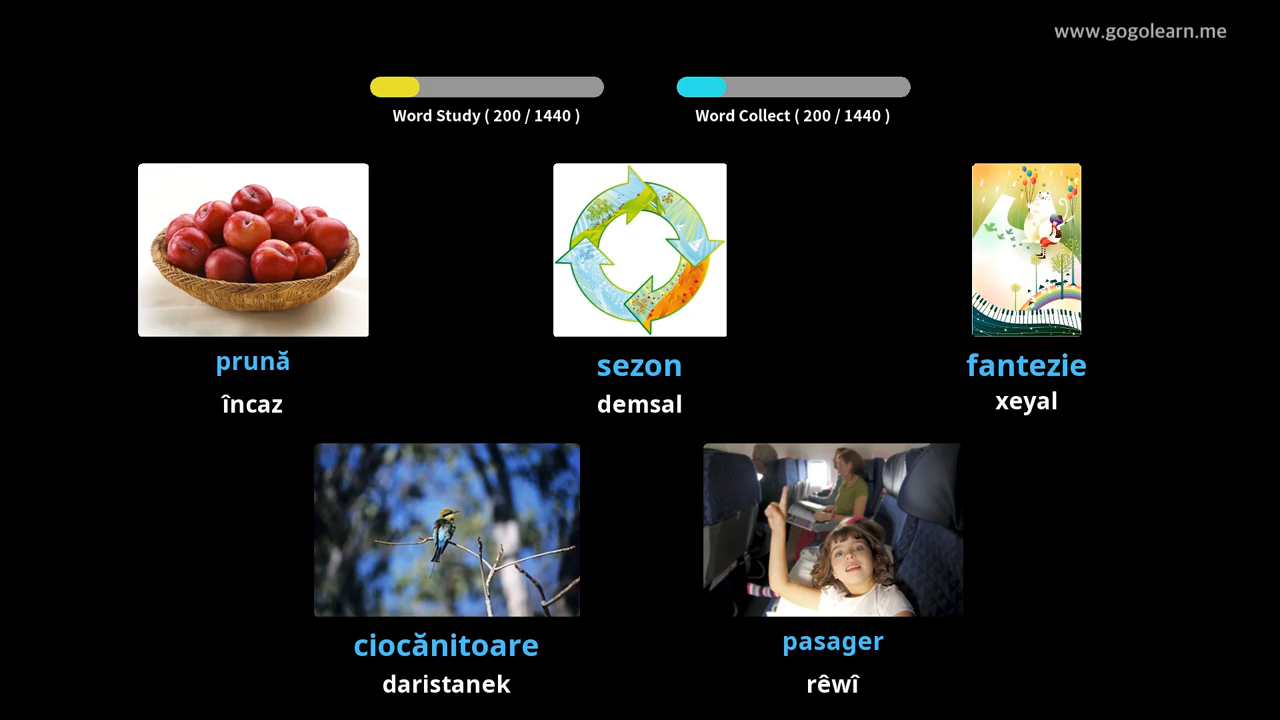 www.gogolearn.me
Word Study ( 200 / 1440 )
Word Collect ( 200 / 1440 )
prună
încaz
sezon
demsal
fantezie
xeyal
ciocănitoare
daristanek
pasager
rêwî